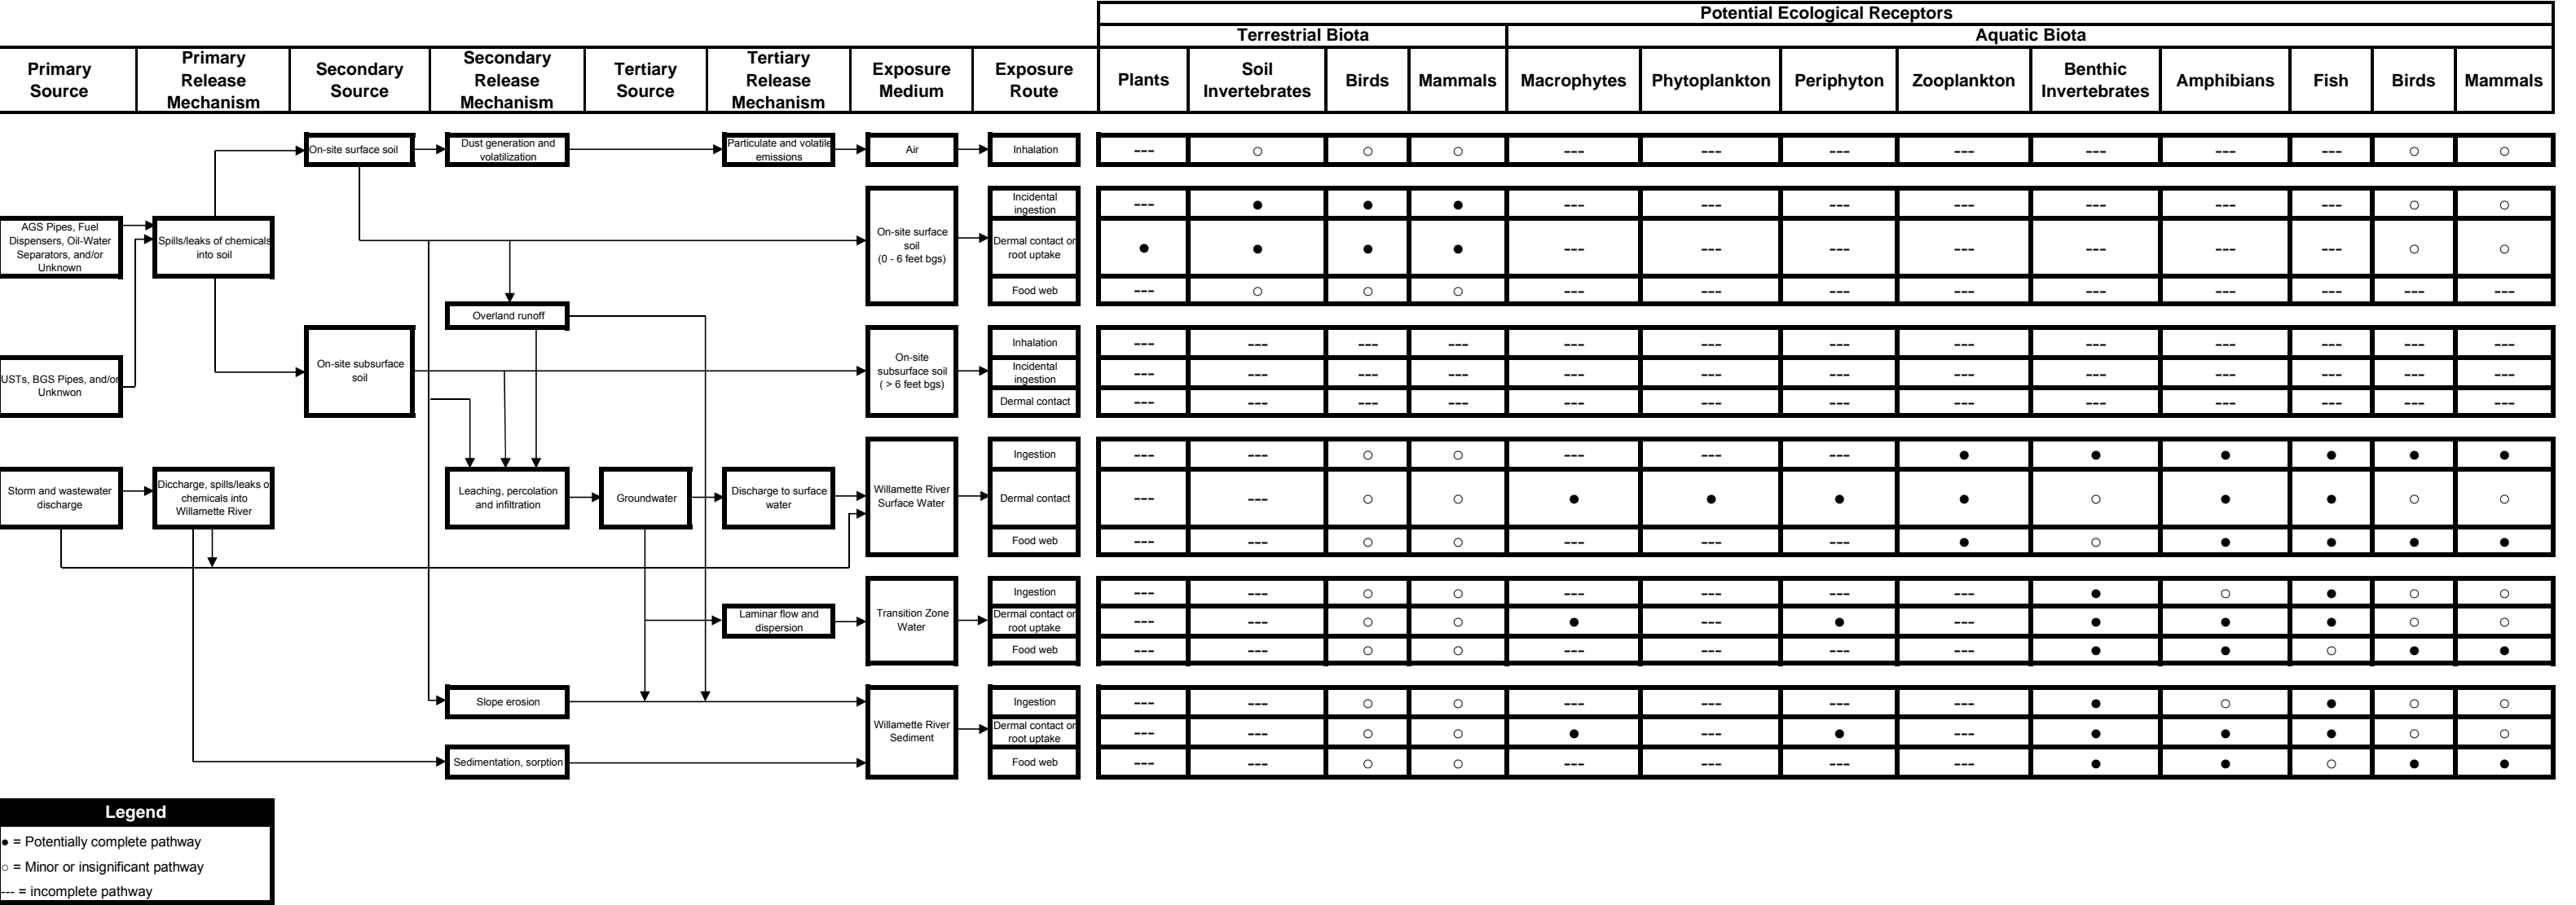 Potential Ecological Receptors
Terrestrial Biota Aquatic Biota
Primary Source
Primary Release Mechanism
Secondary Source
Secondary Release Mechanism
Tertiary Source
Tertiary Release Mechanism
Exposure Medium
Exposure Route
Plants
Soil Invertebrates
Birds
Mammals
Macrophytes
Phytoplankton
Periphyton
Zooplankton
Benthic Invertebrates
Amphibians
Fish
Birds
Mammals
On-site surface soil
Dust generation and
volatilization
Particulate and volatile
emissions
Air
Inhalation
--- ○ ○ ○ --- --- --- --- --- --- --- ○ ○
AGS Pipes, Fuel
Dispensers, Oil-Water
Separators, and/or
Unknown
Spills/leaks of chemicals
into soil
On-site surface
soil
(0 - 6 feet bgs)
Incidental
ingestion
--- ● ● ● --- --- --- --- --- --- --- ○ ○
Dermal contact or
root uptake
● ● ● ● --- --- --- --- --- --- --- ○ ○
Food web
--- ○ ○ ○ --- --- --- --- --- --- --- --- ---
Overland runoff
USTs, BGS Pipes, and/or
Unknwon
On-site subsurface
soil
On-site
subsurface soil
( > 6 feet bgs)
Inhalation
--- --- --- --- --- --- --- --- --- --- --- --- ---
Incidental
ingestion
--- --- --- --- --- --- --- --- --- --- --- --- ---
Dermal contact
--- --- --- --- --- --- --- --- --- --- --- --- ---
Storm and wastewater
discharge
Diccharge, spills/leaks o
chemicals into
Willamette River
Leaching, percolation
and infiltration
Groundwater
Discharge to surface
water
Willamette River
Surface Water
Ingestion
--- --- ○ ○ --- --- --- ● ● ● ● ● ●
Dermal contact
--- --- ○ ○ ● ● ● ● ○ ● ● ○ ○
Food web
--- --- ○ ○ --- --- --- ● ○ ● ● ● ●
Laminar flow and
dispersion
Transition Zone
Water
Ingestion
--- --- ○ ○ --- --- --- --- ● ○ ● ○ ○
Dermal contact or
root uptake
--- --- ○ ○ ● --- ● --- ● ● ● ○ ○
Food web
--- --- ○ ○ --- --- --- --- ● ● ○ ● ●
Slope erosion
Sedimentation, sorption
Willamette River
Sediment
Ingestion
--- --- ○ ○ --- --- --- --- ● ○ ● ○ ○
Dermal contact or
root uptake
--- --- ○ ○ ● --- ● --- ● ● ● ○ ○
Food web
--- --- ○ ○ --- --- --- --- ● ● ○ ● ●
Legend
● = Potentially complete pathway
○ = Minor or insignificant pathway
--- = incomplete pathway